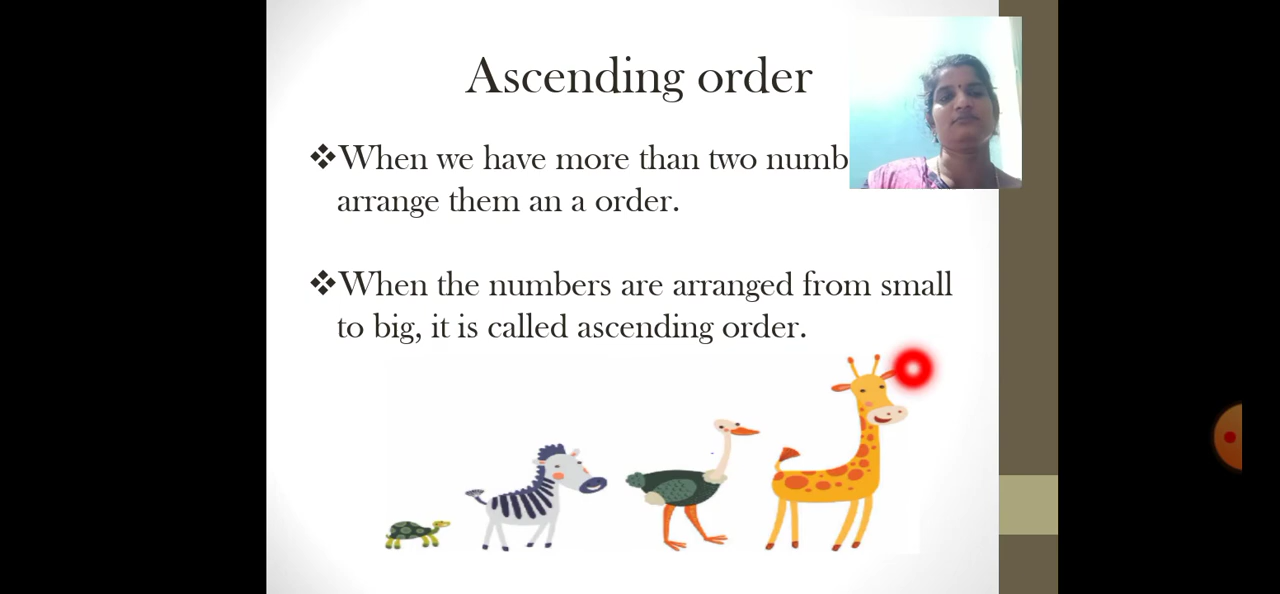 Ascending order
❖When we have more than two
arrange them an a order.
❖When the numbers are arranged from small
to big, it is called ascending order.